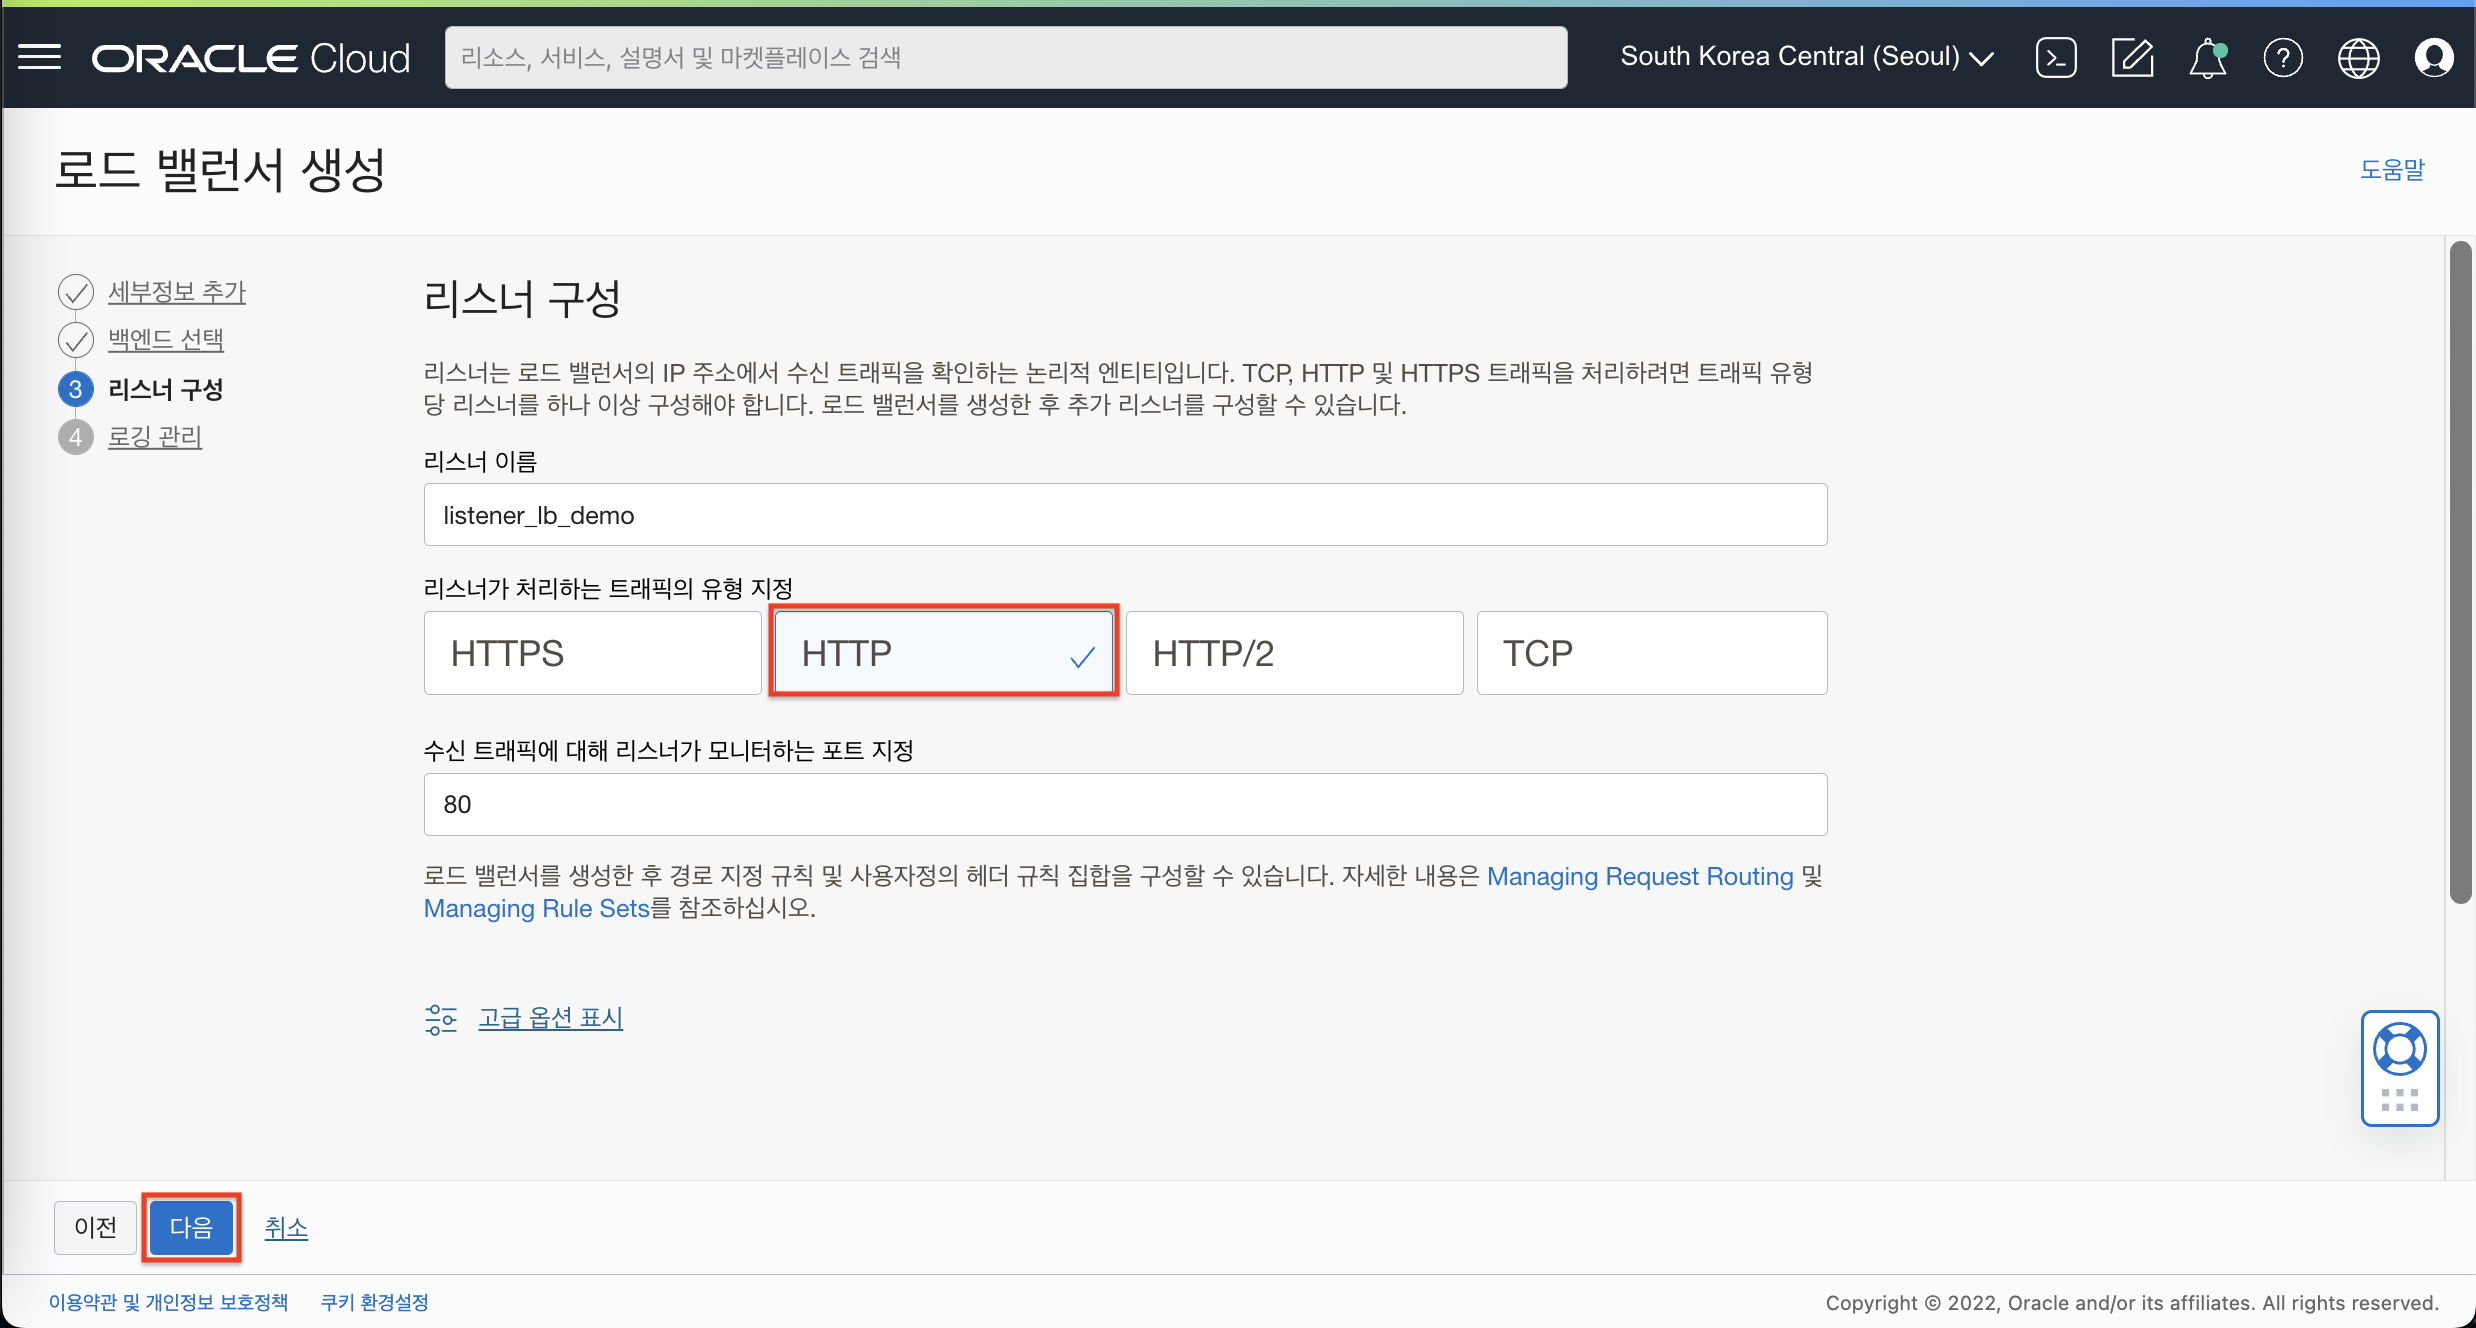 ORACLE Cloud
리소스, 서비스, 설명서 및 마켓플레이스 검색
South Korea Central (Seoul)
로드 밸런서 생성
도움말
세부정보 추가
백엔드 선택
3 리스너 구성
4 로깅 관리
리스너 구성
리스너는 로드 밸런서의 IP 주소에서 수신 트래픽을 확인하는 논리적 엔티티입니다. TCP, HTTP 및 HTTPS 트래픽을 처리하려면 트래픽 유형
당 리스너를 하나 이상 구성해야 합니다. 로드 밸런서를 생성한 후 추가 리스너를 구성할 수 있습니다.
리스너 이름
listener_lb_demo
리스너가 처리하는 트래픽의 유형 지정
HTTPS
HTTP
HTTP/2
TCP
수신 트래픽에 대해 리스너가 모니터하는 포트 지정
80
로드 밸런서를 생성한 후 경로 지정 규칙 및 사용자정의 헤더 규칙 집합을 구성할 수 있습니다. 자세한 내용은 Managing Request Routing 및
Managing Rule Sets를 참조하십시오.
고급 옵션 표시
이전
다음
취소
이용약관 및 개인정보 보호정책
쿠키 환경설정
Copyright © 2022, Oracle and/or its affiliates. All rights reserved.